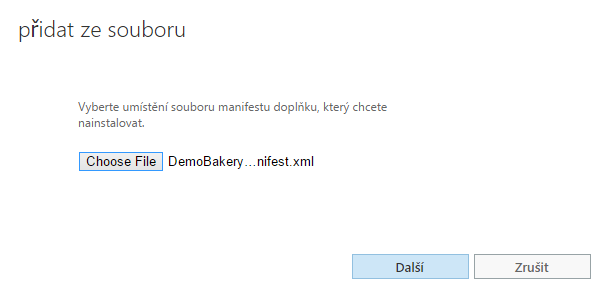 přidat ze souboru
Vyberte umístění souboru manifestu doplňku, který chcete
nainstalovat.
Choose File DemoBakery...nifest.xml
Další Zrušit